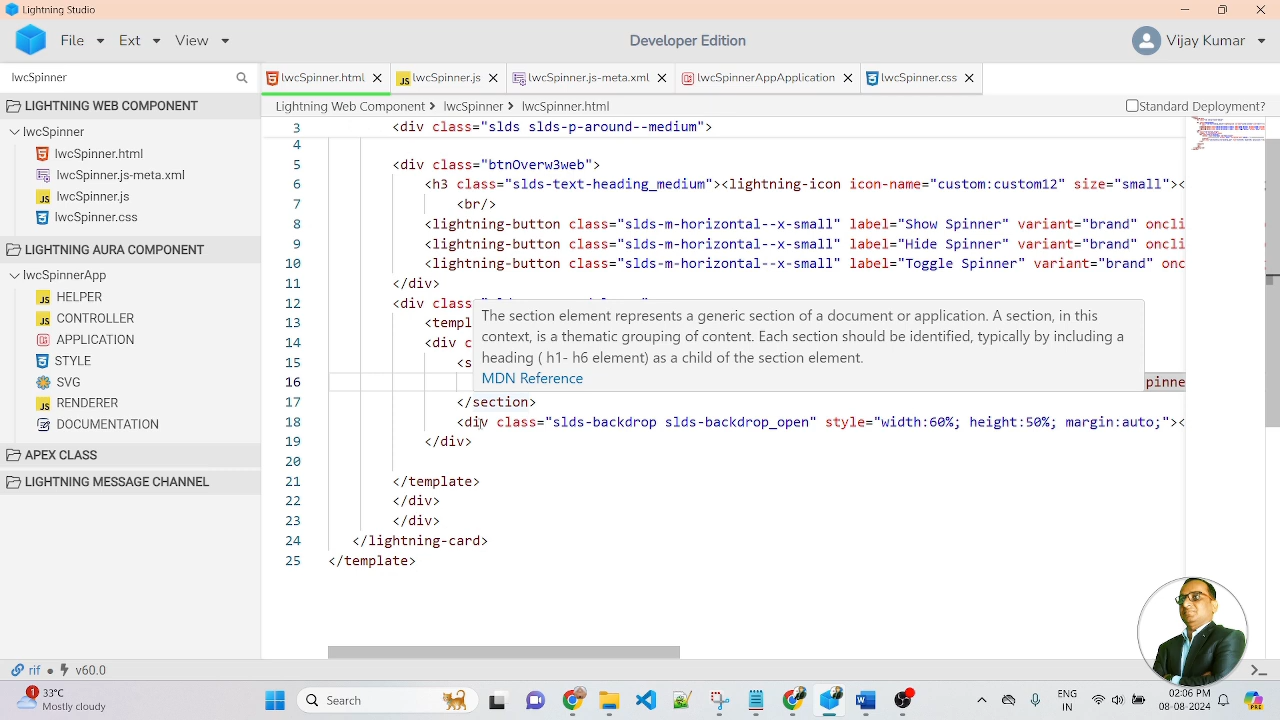 Lightning Studio
File Ext View Developer Edition Vijay Kumar
lwcSpinner
lwcSpinner.html lwcSpinner.js lwcSpinner.js-meta.xml lwcSpinnerAppApplication lwcSpinner.css
LIGHTNING WEB COMPONENT
Lightning Web Component lwcSpinner lwcSpinner.html Standard Deployment?
lwcSpinner
lwcSpinner.html
lwcSpinner.js-meta.xml
lwcSpinner.js
lwcSpinner.css
LIGHTNING AURA COMPONENT
lwcSpinnerApp
HELPER
CONTROLLER
APPLICATION
STYLE
SVG
RENDERER
DOCUMENTATION
APEX CLASS
LIGHTNING MESSAGE CHANNEL
3 <div class="slds slds-p-around--medium">
4
5 <div class="btnOverw3web">
6 <h3 class="slds-text-heading_medium"><lightning-icon icon-name="custom:custom12" size="small"><
7 <br/>
8 <lightning-button class="slds-m-horizontal--x-small" label="Show Spinner" variant="brand" oncli
9 <lightning-button class="slds-m-horizontal--x-small" label="Hide Spinner" variant="brand" oncli
10 <lightning-button class="slds-m-horizontal--x-small" label="Toggle Spinner" variant="brand" onc
11 </div>
12 <div class
13 <templ
14 <div c
15 <s
16 pinne
The section element represents a generic section of a document or application. A section, in this
context, is a thematic grouping of content. Each section should be identified, typically by including a
heading ( h1- h6 element) as a child of the section element.
MDN Reference
17 </section>
18 <div class="slds-backdrop slds-backdrop_open" style="width:60%; height:50%; margin:auto;"><
19 </div>
20
21 </template>
22 </div>
23 </div>
24 </lightning-card>
25 </template>
rif v60.0
1
33°C
Mostly cloudy
Search
ENG
IN
02:06 PM
08-08-2024